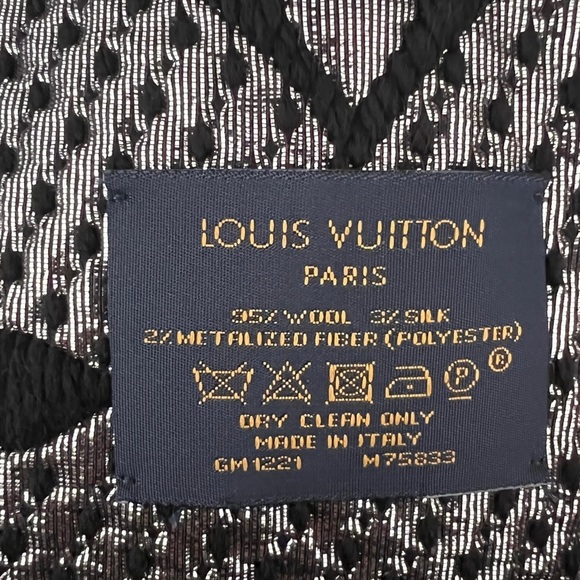 LOUIS VUITTON
PARIS
95% WOOL 3% SILK
2% METALIZED FIBER (POLYESTER)
P ®
DRY CLEAN ONLY
MADE IN ITALY
GM1221 M75833